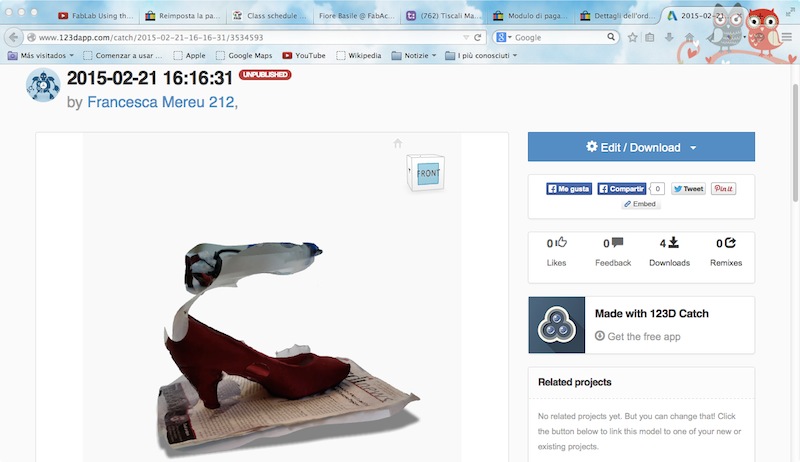 FabLab Using th...
Reimposta la pa...
Class schedule ...
Fiore Basile @ FabAc...
(762) Tiscali Ma...
Modulo di paga...
Dettagli dell'ord...
2015-02-21
www.123dapp.com/catch/2015-02-21-16-16-31/3534593
Google
Más visitados
Comenzar a usar ...
Apple
Google Maps
YouTube
Wikipedia
Notizie
I più conosciuti
2015-02-21 16:16:31 UNPUBLISHED
by Francesca Mereu 212,
FRONT
Edit / Download
Me gusta
Compartir
0
Tweet
Pin it
Embed
0
Likes
0
Feedback
4
Downloads
0
Remixes
Made with 123D Catch
Get the free app
Related projects
No related projects yet. But you can change that! Click
the button below to link this model to one of your new or
existing projects.